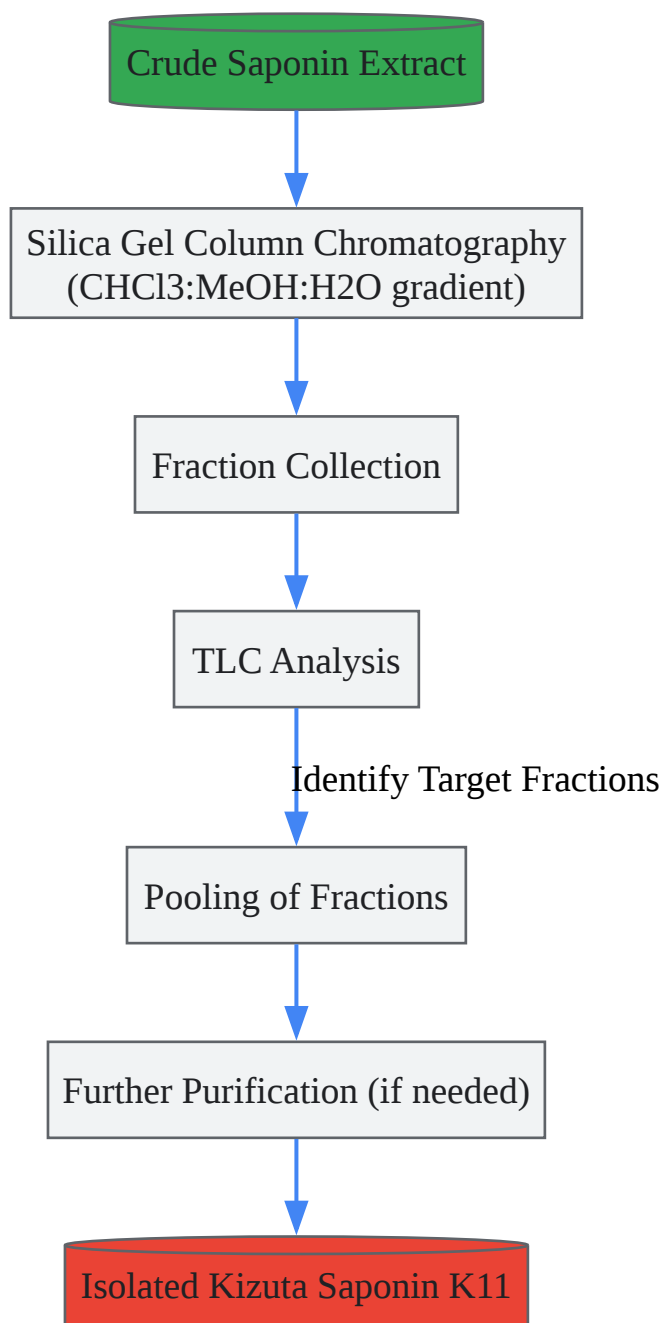 Crude Saponin Extract
Silica Gel Column Chromatography
(CHCl3:MeOH:H2O gradient)
Fraction Collection
TLC Analysis
Identify Target Fractions
Pooling of Fractions
Further Purification (if needed)
Isolated Kizuta Saponin K11